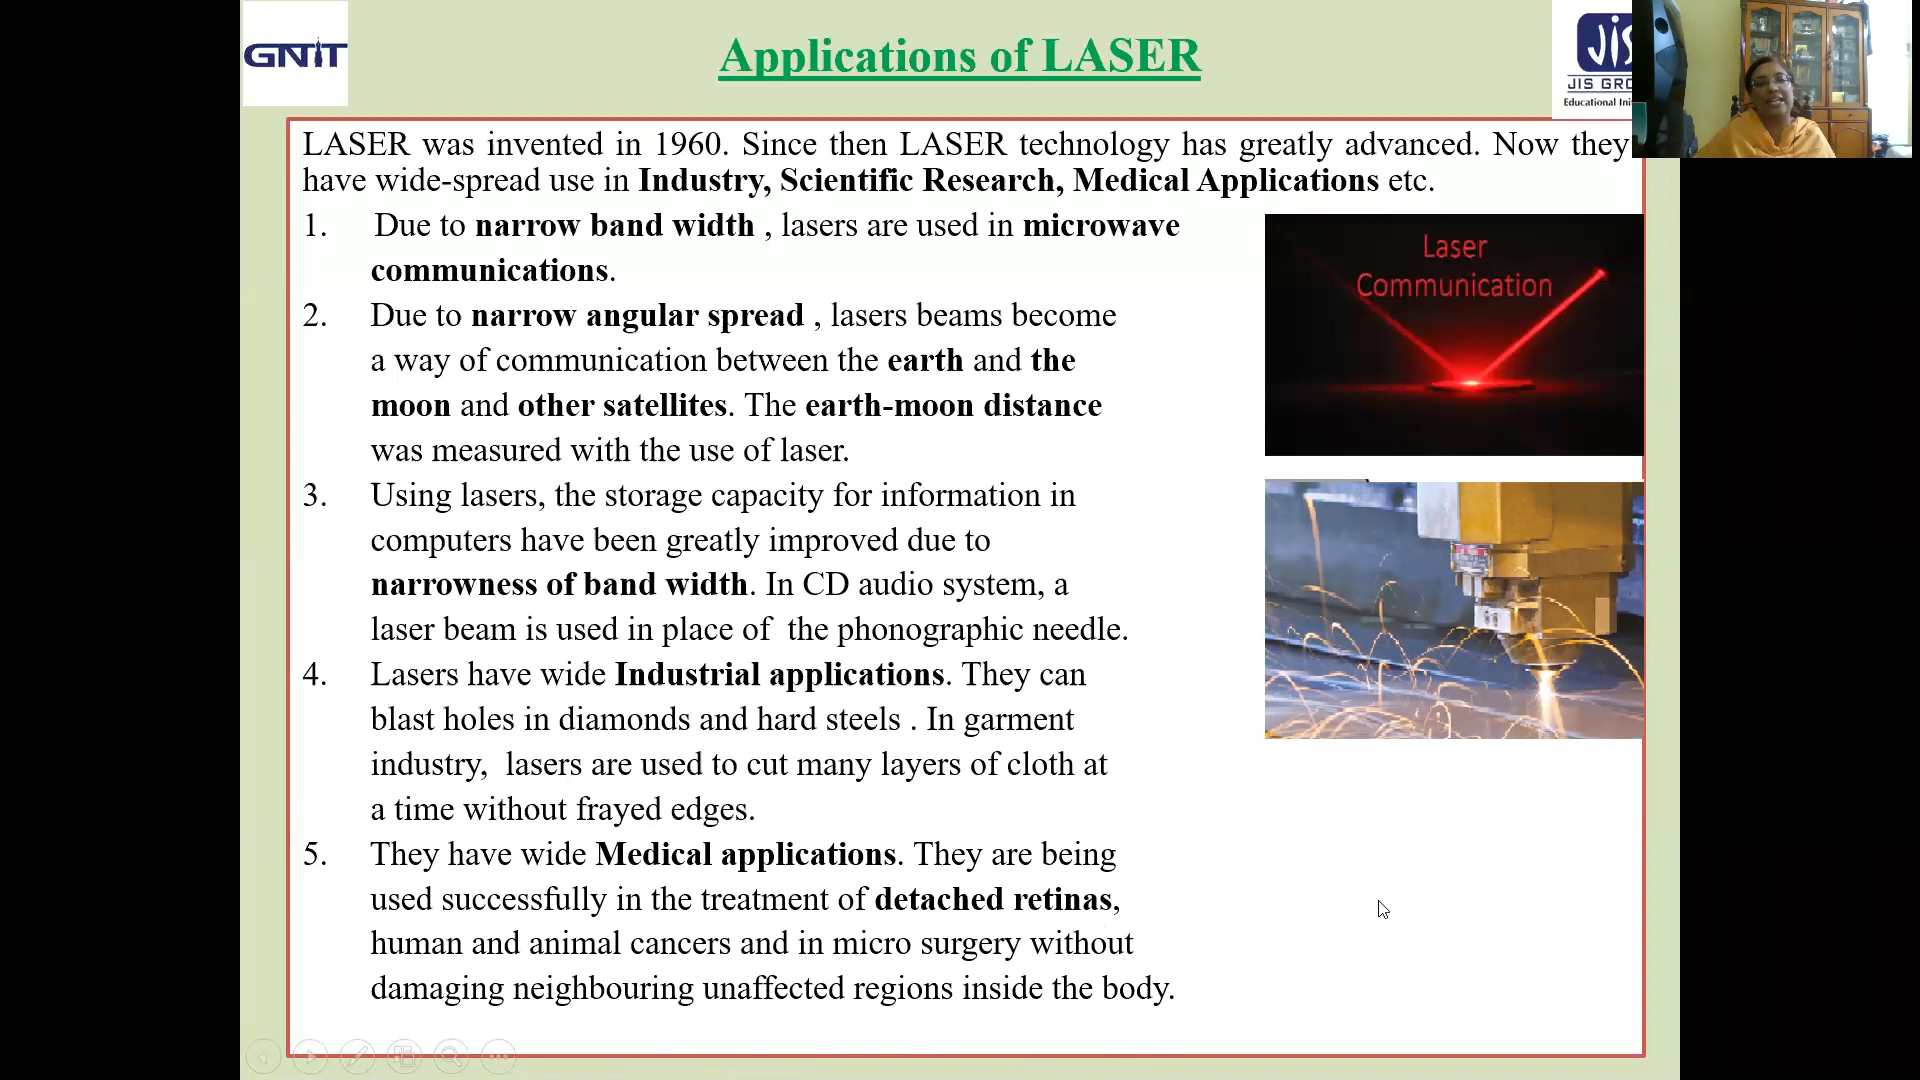 GNIT
Applications of LASER
JIS GRO
Educational Ini
LASER was invented in 1960. Since then LASER technology has greatly advanced. Now they
have wide-spread use in Industry, Scientific Research, Medical Applications etc.
1. Due to narrow band width , lasers are used in microwave
communications.
2. Due to narrow angular spread , lasers beams become
a way of communication between the earth and the
moon and other satellites. The earth-moon distance
was measured with the use of laser.
3. Using lasers, the storage capacity for information in
computers have been greatly improved due to
narrowness of band width. In CD audio system, a
laser beam is used in place of the phonographic needle.
4. Lasers have wide Industrial applications. They can
blast holes in diamonds and hard steels . In garment
industry, lasers are used to cut many layers of cloth at
a time without frayed edges.
5. They have wide Medical applications. They are being
used successfully in the treatment of detached retinas,
human and animal cancers and in micro surgery without
damaging neighbouring unaffected regions inside the body.
Laser
Communication